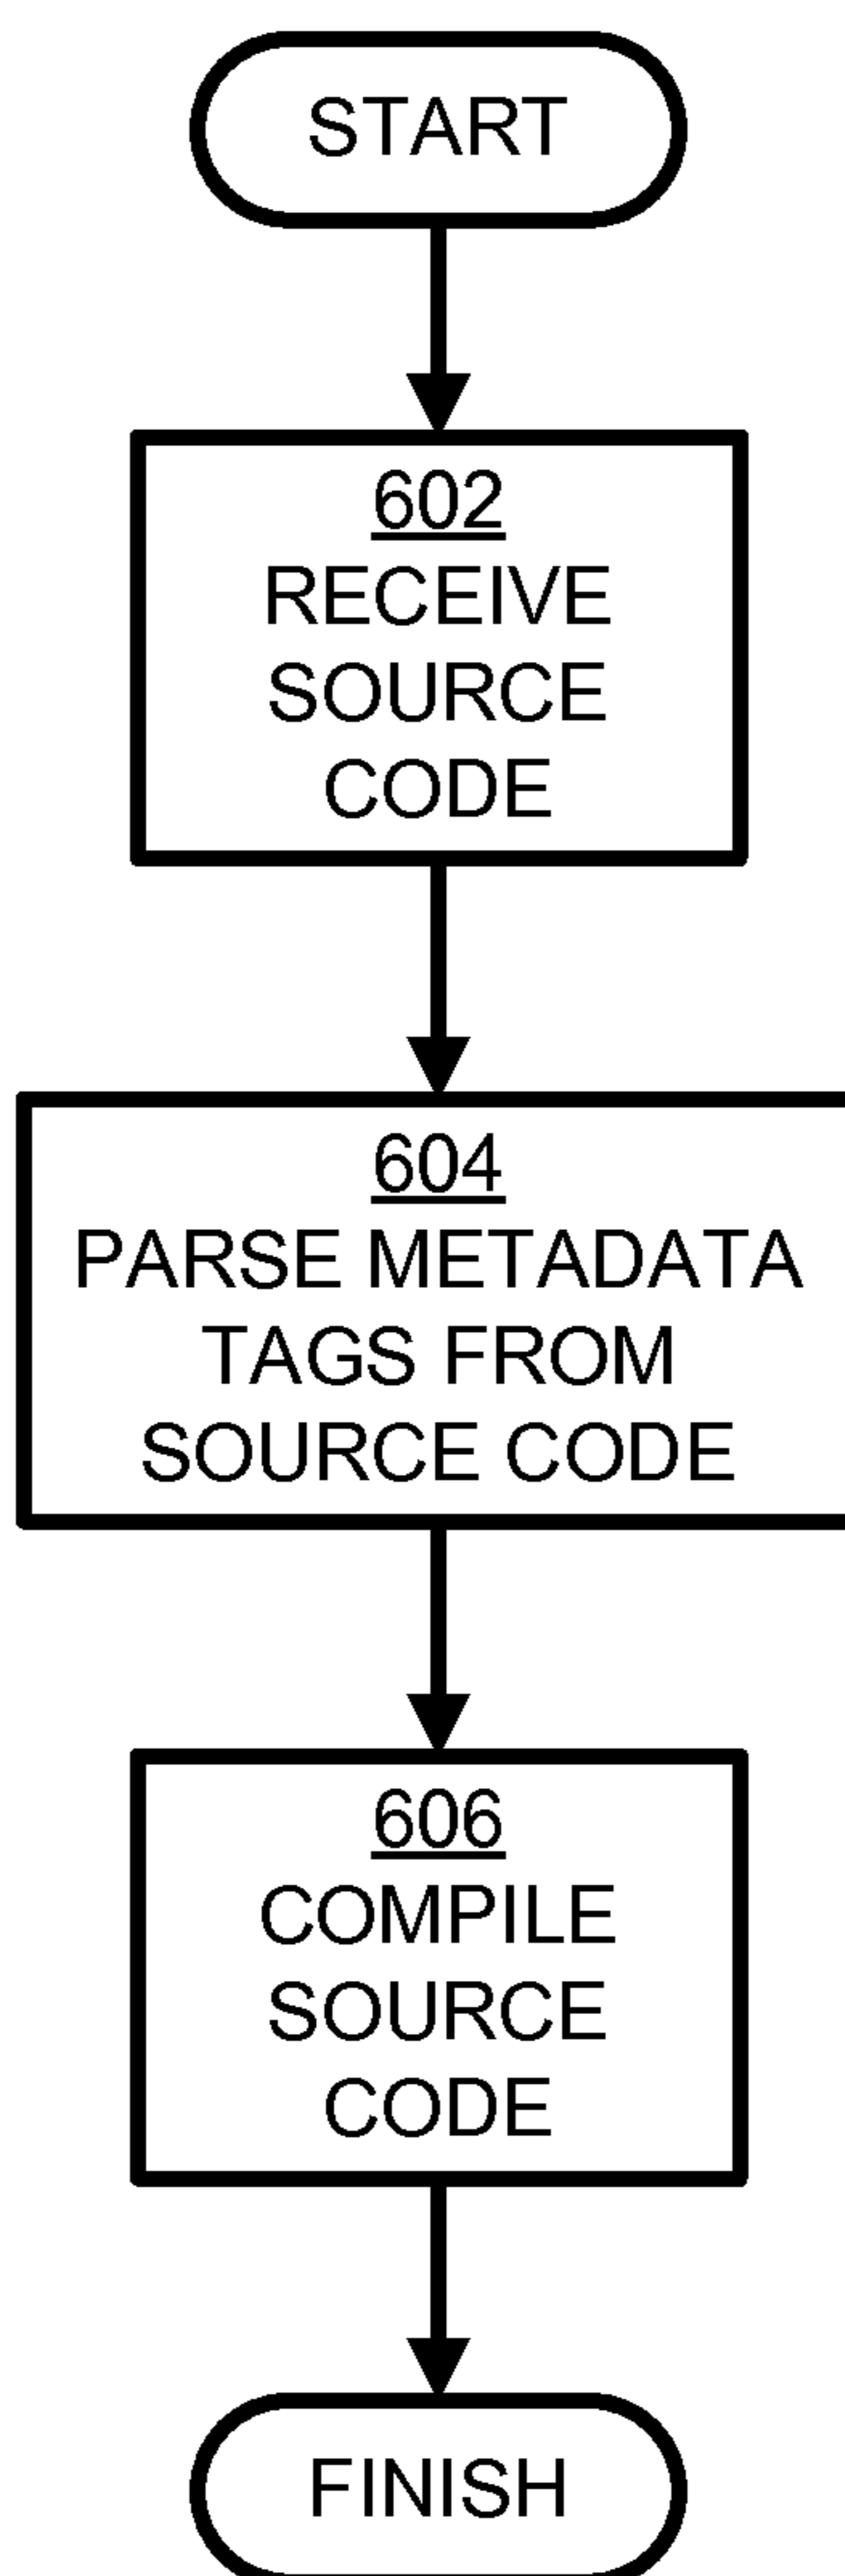 START
602
RECEIVE
SOURCE
CODE
604
PARSE METADATA
TAGS FROM
SOURCE CODE
606
COMPILE
SOURCE
CODE
FINISH